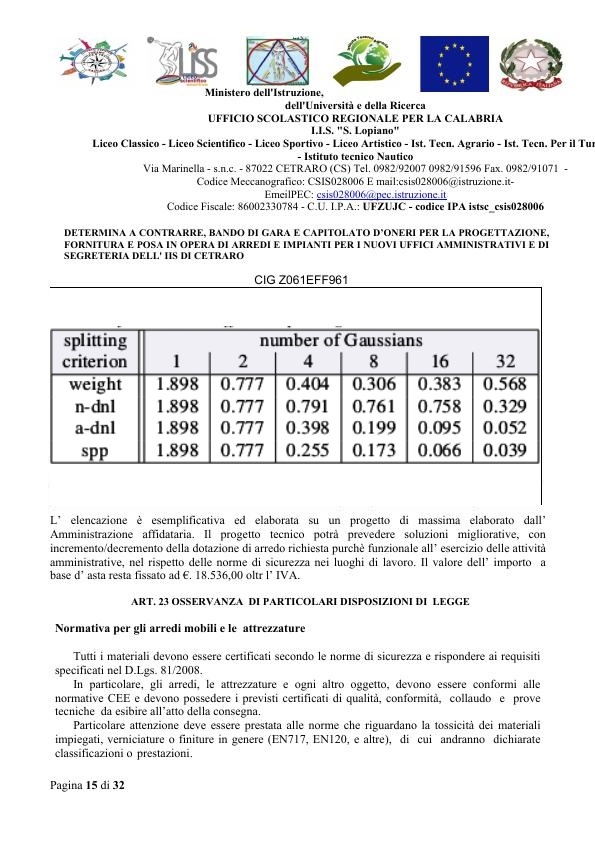 Ministero dell'Istruzione,
dell'Università e della Ricerca
UFFICIO SCOLASTICO REGIONALE PER LA CALABRIA
I.I.S. "S. Lopiano"
Liceo Classico - Liceo Scientifico - Liceo Sportivo - Liceo Artistico - Ist. Tecn. Agrario - Ist. Tecn. Per il Tur
- Istituto tecnico Nautico
Via Marinella - s.n.c. - 87022 CETRARO (CS) Tel. 0982/92007 0982/91596 Fax. 0982/91071 -
Codice Meccanografico: CSIS028006 E mail:csis028006@istruzione.it-
EmeilPEC: csis028006@pec.istruzione.it
Codice Fiscale: 86002330784 - C.U. I.P.A.: UFZUJC - codice IPA istsc_csis028006
DETERMINA A CONTRARRE, BANDO DI GARA E CAPITOLATO D'ONERI PER LA PROGETTAZIONE,
FORNITURA E POSA IN OPERA DI ARREDI E IMPIANTI PER I NUOVI UFFICI AMMINISTRATIVI E DI
SEGRETERIA DELL' IIS DI CETRARO
CIG Z061EFF961
splitting number of Gaussians
criterion 1 2 4 8 16 32
weight 1.898 0.777 0.404 0.306 0.383 0.568
n-dnl 1.898 0.777 0.791 0.761 0.758 0.329
a-dnl 1.898 0.777 0.398 0.199 0.095 0.052
spp 1.898 0.777 0.255 0.173 0.066 0.039
L' elencazione è esemplificativa ed elaborata su un progetto di massima elaborato dall'
Amministrazione affidataria. Il progetto tecnico potrà prevedere soluzioni migliorative, con
incremento/decremento della dotazione di arredo richiesta purchè funzionale all' esercizio delle attività
amministrative, nel rispetto delle norme di sicurezza nei luoghi di lavoro. Il valore dell' importo a
base d' asta resta fissato ad €. 18.536,00 oltr l' IVA.
ART. 23 OSSERVANZA DI PARTICOLARI DISPOSIZIONI DI LEGGE
Normativa per gli arredi mobili e le attrezzature
Tutti i materiali devono essere certificati secondo le norme di sicurezza e rispondere ai requisiti
specificati nel D.Lgs. 81/2008.
In particolare, gli arredi, le attrezzature e ogni altro oggetto, devono essere conformi alle
normative CEE e devono possedere i previsti certificati di qualità, conformità, collaudo e prove
tecniche da esibire all'atto della consegna.
Particolare attenzione deve essere prestata alle norme che riguardano la tossicità dei materiali
impiegati, verniciature o finiture in genere (EN717, EN120, e altre), di cui andranno dichiarate
classificazioni o prestazioni.
Pagina 15 di 32